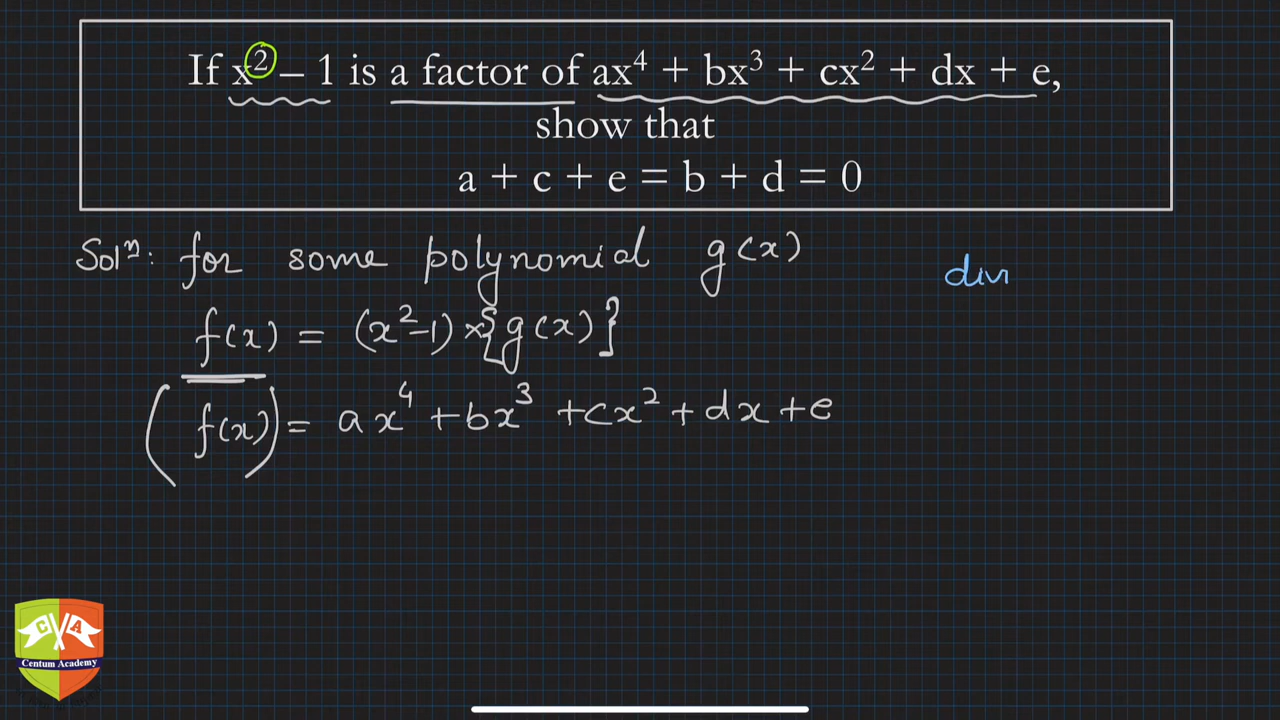 If x² – 1 is a factor of ax⁴ + bx³ + cx² + dx + e,
show that
a + c + e = b + d = 0
Solⁿ: for some polynomial g(x)
div
f(x) = (x²-1) × {g(x)}
(f(x)) = ax⁴ + bx³ + cx² + dx + e
C A
Centum Academy